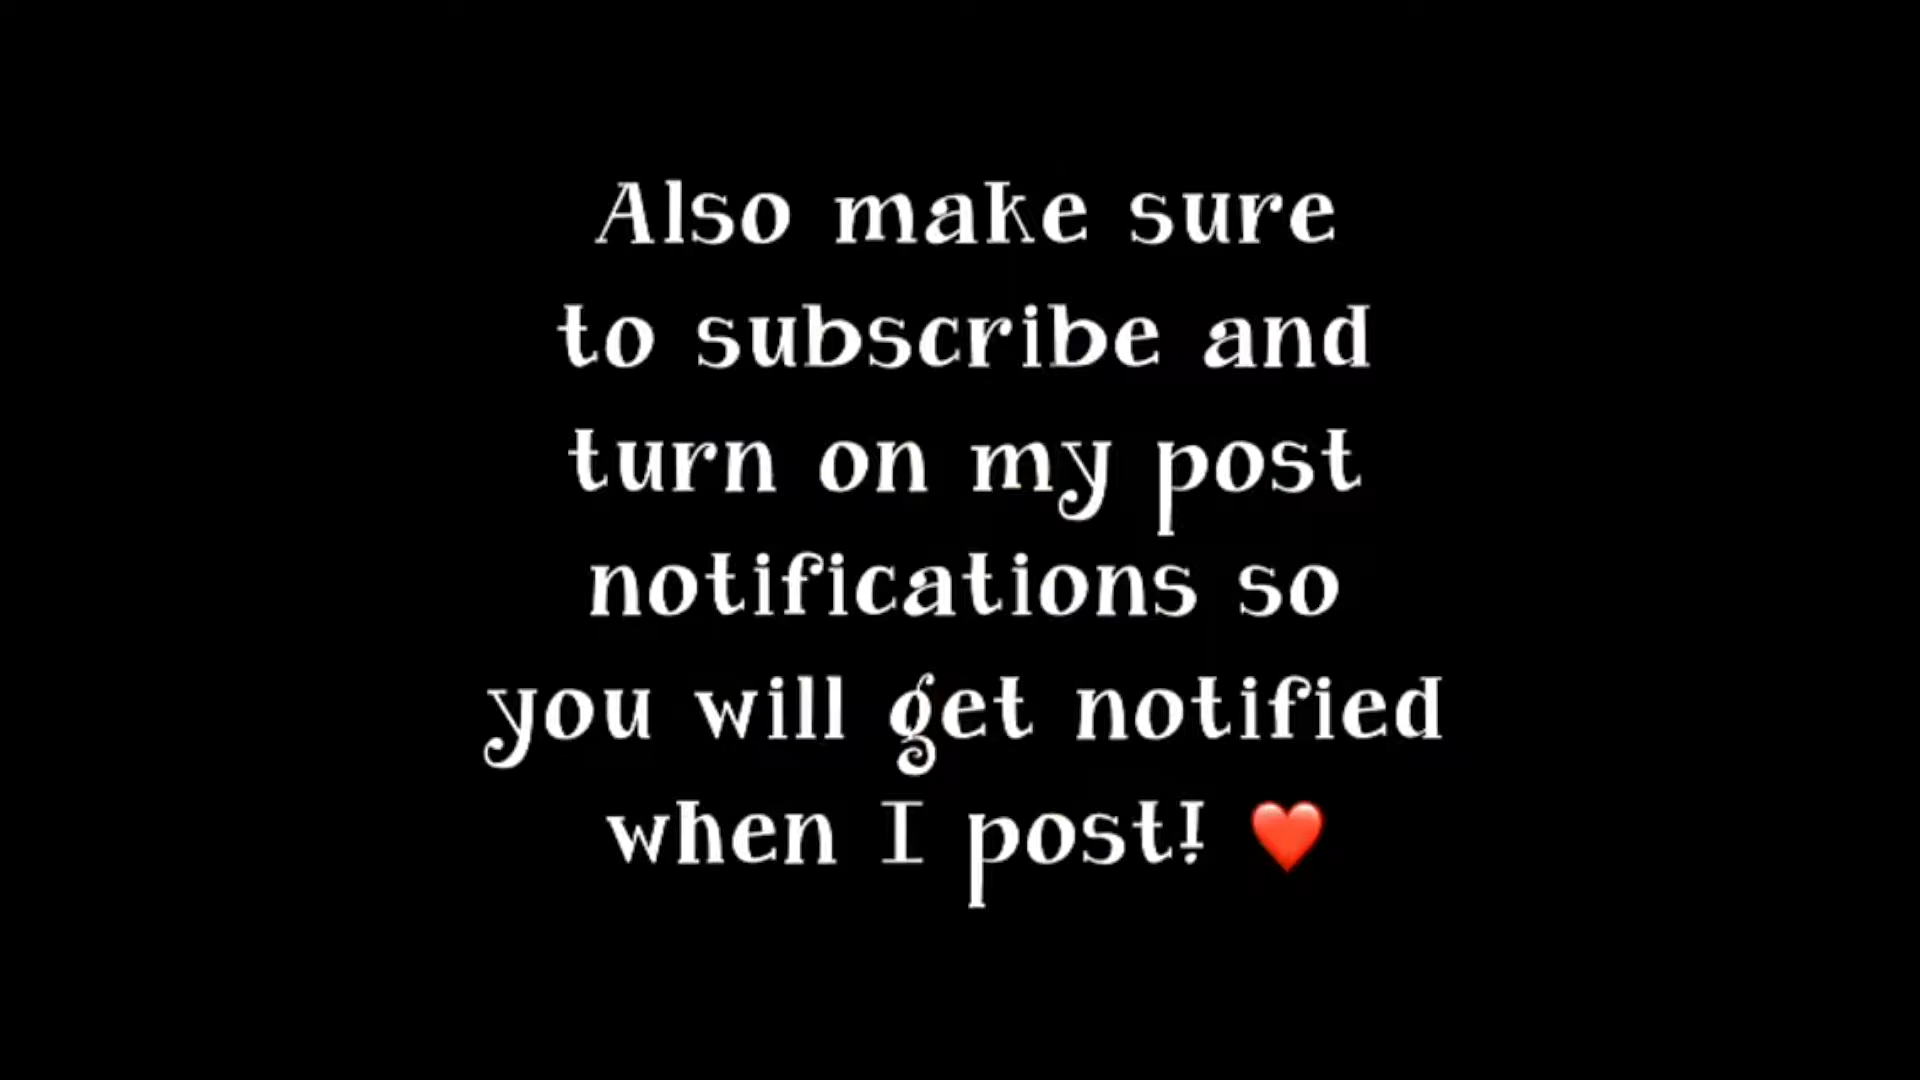 Also make sure
to subscribe and
turn on my post
notifications so
you will get notified
when I post! ❤️